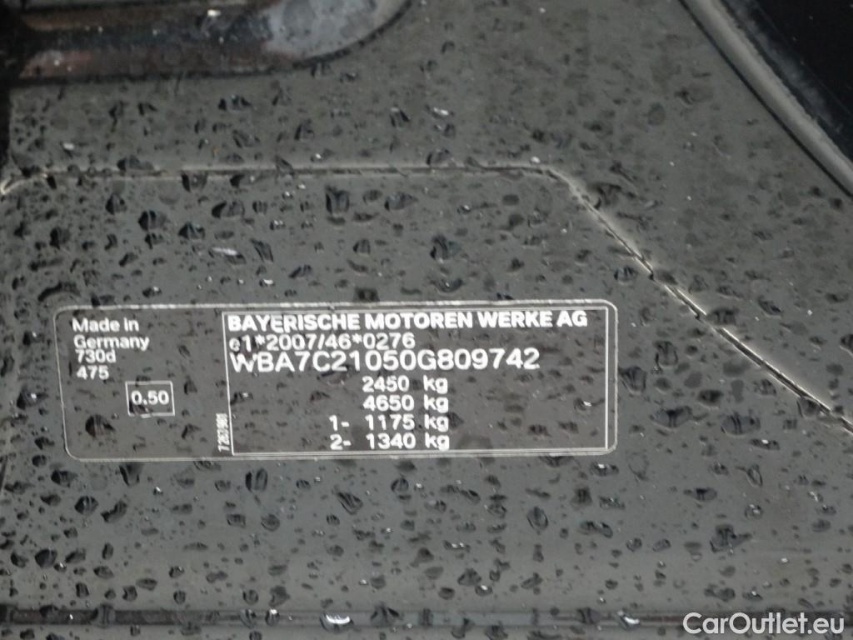 Made in
Germany
730d
475
0.50
BAYERISCHE MOTOREN WERKE AG
e1*2007/46*0276
WBA7C21050G809742
2450 kg
4650 kg
1- 1175 kg
2- 1340 kg
CarOutlet.eu